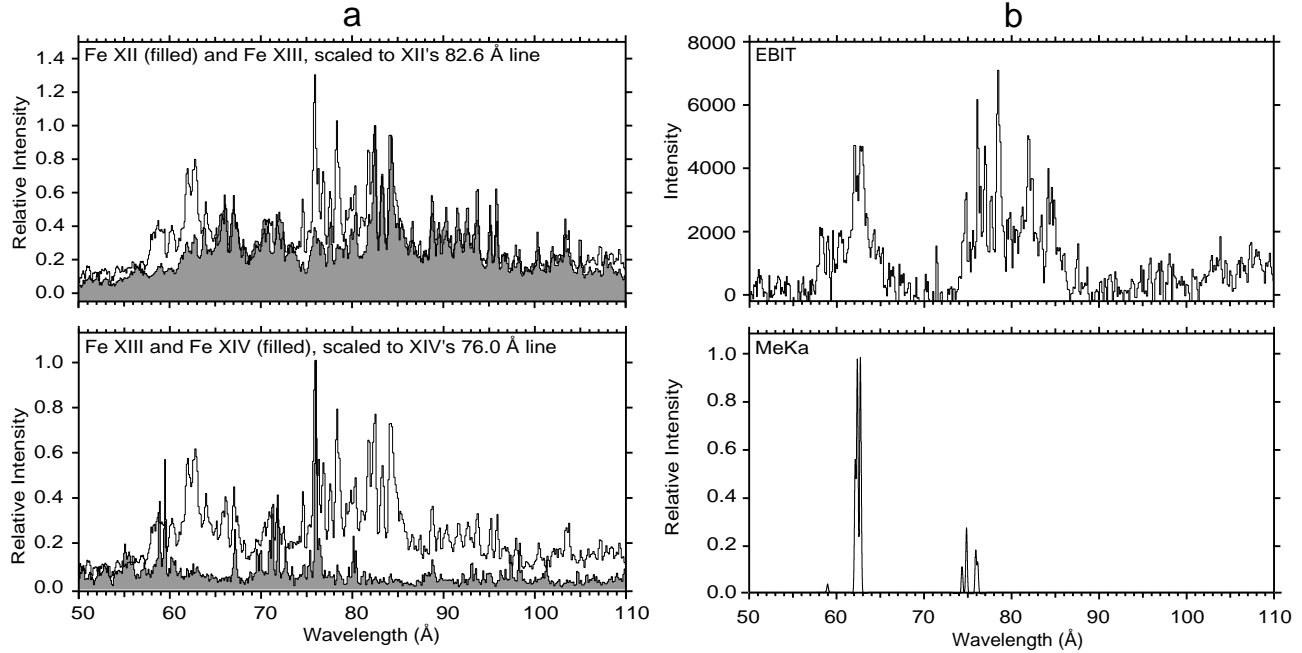 a
Fe XII (filled) and Fe XIII, scaled to XII's 82.6 Å line
1.4
1.2
1.0
0.8
0.6
0.4
0.2
0.0
Relative Intensity
Fe XIII and Fe XIV (filled), scaled to XIV's 76.0 Å line
1.0
0.8
0.6
0.4
0.2
0.0
Relative Intensity
50 60 70 80 90 100 110
Wavelength (Å)
b
EBIT
8000
6000
4000
2000
0
Intensity
MeKa
1.0
0.8
0.6
0.4
0.2
0.0
Relative Intensity
50 60 70 80 90 100 110
Wavelength (Å)